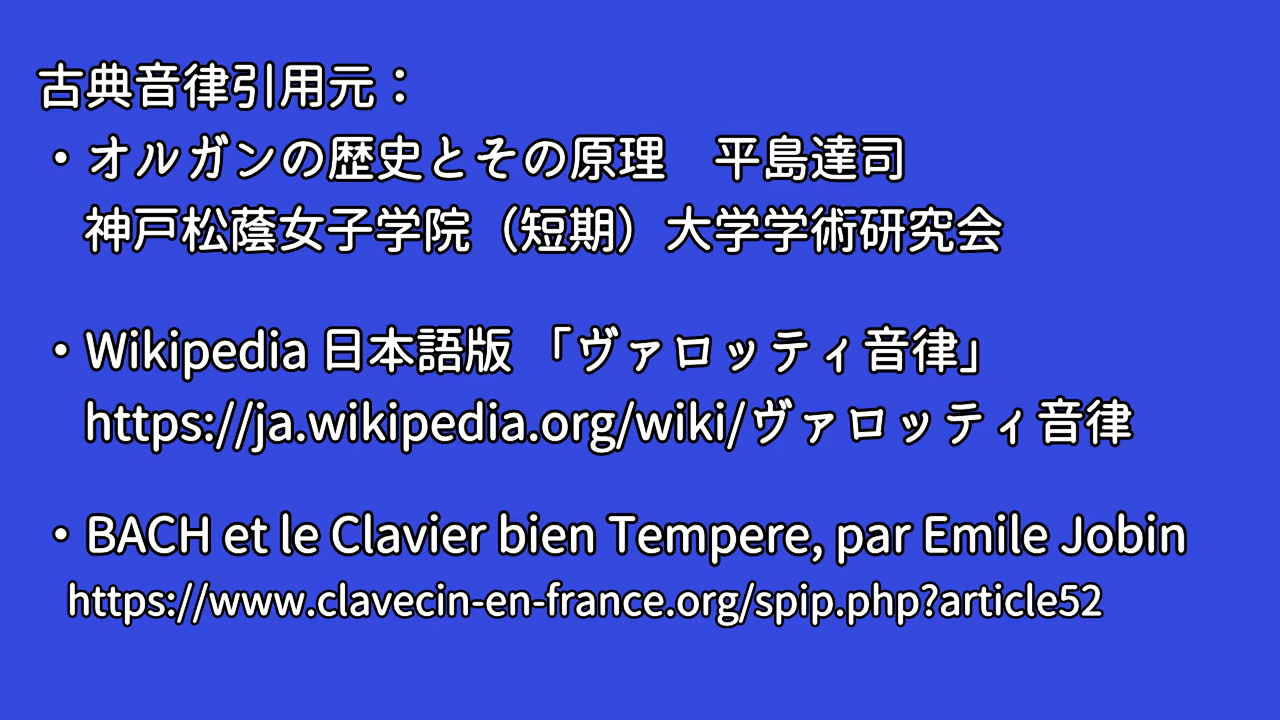 古典音律引用元：
・オルガンの歴史とその原理　平島達司
神戸松蔭女子学院（短期）大学学術研究会
・Wikipedia 日本語版 「ヴァロッティ音律」
https://ja.wikipedia.org/wiki/ヴァロッティ音律
・BACH et le Clavier bien Tempere, par Emile Jobin
https://www.clavecin-en-france.org/spip.php?article52